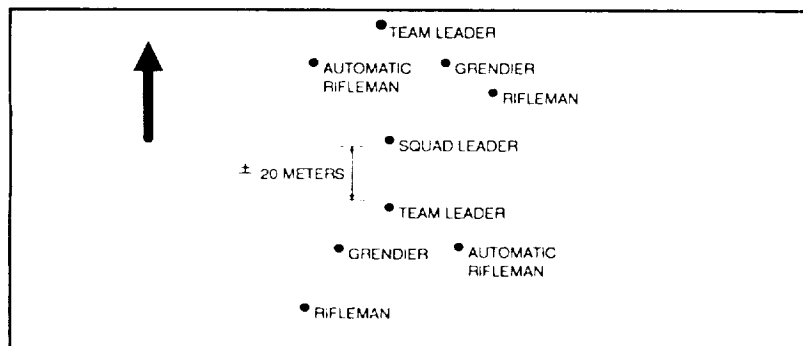 TEAM LEADER
AUTOMATIC
RIFLEMAN
GRENDIER
RIFLEMAN
SQUAD LEADER
± 20 METERS
TEAM LEADER
GRENDIER
AUTOMATIC
RIFLEMAN
RIFLEMAN